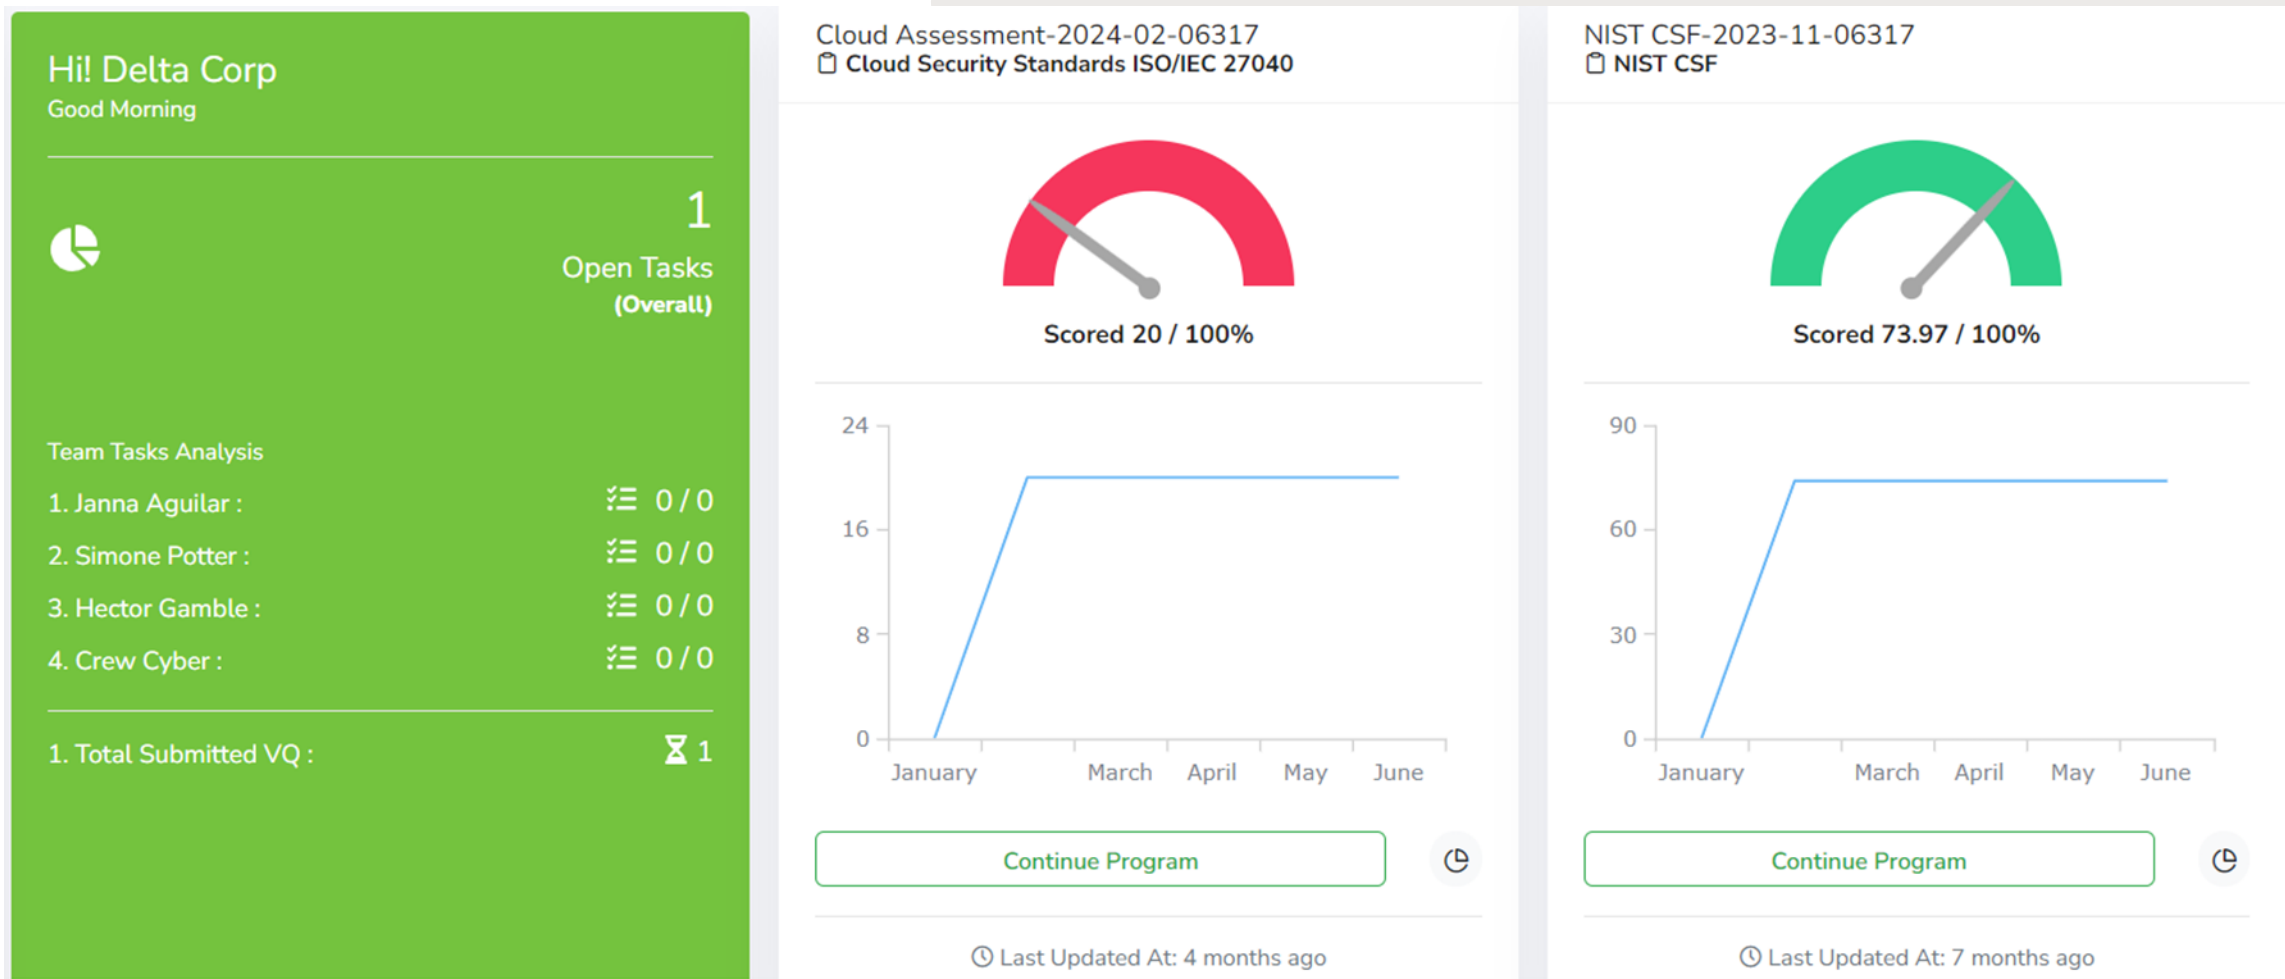 Hi! Delta Corp
Good Morning
1
Open Tasks
(Overall)
Team Tasks Analysis
1. Janna Aguilar : 0 / 0
2. Simone Potter : 0 / 0
3. Hector Gamble : 0 / 0
4. Crew Cyber : 0 / 0
1. Total Submitted VQ : 1
Cloud Assessment-2024-02-06317
Cloud Security Standards ISO/IEC 27040
Scored 20 / 100%
24
16
8
0
January March April May June
Continue Program
Last Updated At: 4 months ago
NIST CSF-2023-11-06317
NIST CSF
Scored 73.97 / 100%
90
60
30
0
January March April May June
Continue Program
Last Updated At: 7 months ago